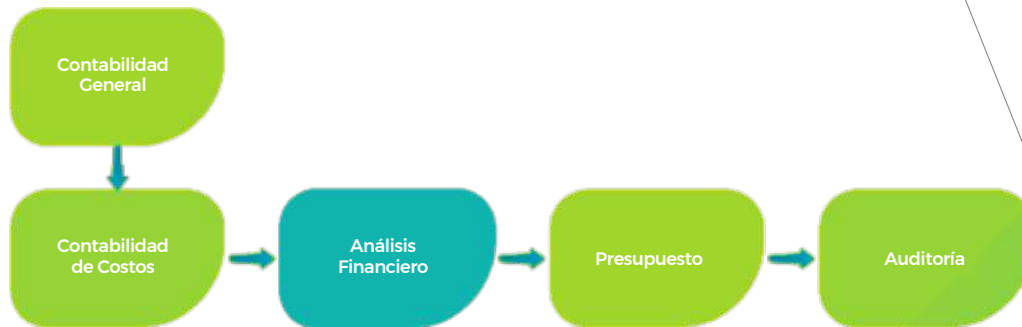 Contabilidad
General
Contabilidad
de Costos
Análisis
Financiero
Presupuesto
Auditoría